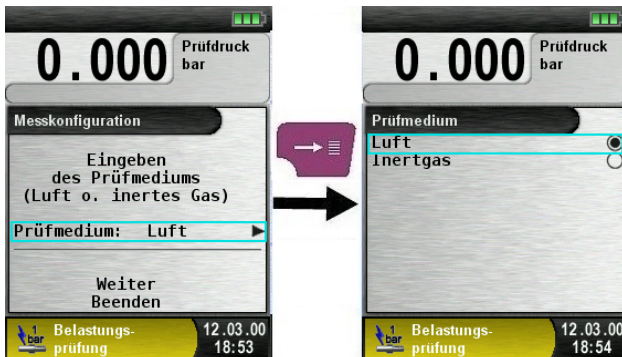 0.000
Prüfdruck
bar
Messkonfiguration
Eingeben
des Prüfmediums
(Luft o. inertes Gas)
Prüfmedium: Luft
Weiter
Beenden
1
bar
Belastungs-
prüfung
12.03.00
18:53
0.000
Prüfdruck
bar
Prüfmedium
Luft
Inertgas
1
bar
Belastungs-
prüfung
12.03.00
18:54